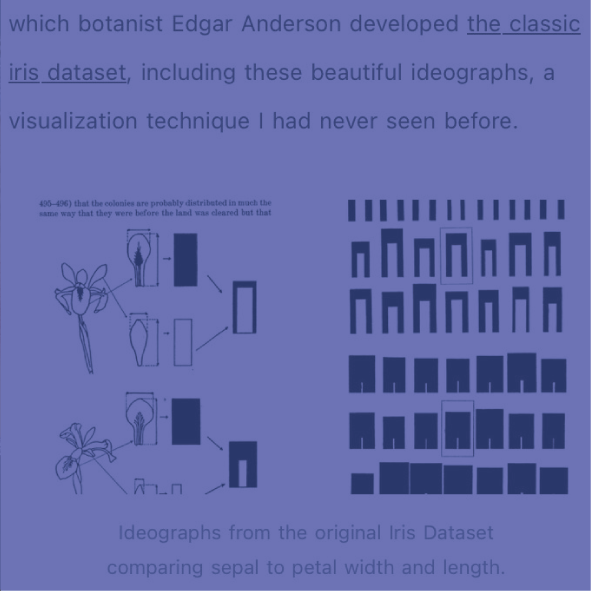 which botanist Edgar Anderson developed the classic
iris dataset, including these beautiful ideographs, a
visualization technique I had never seen before.
495–496) that the colonies are probably distributed in much the
same way that they were before the land was cleared but that
Ideographs from the original Iris Dataset
comparing sepal to petal width and length.